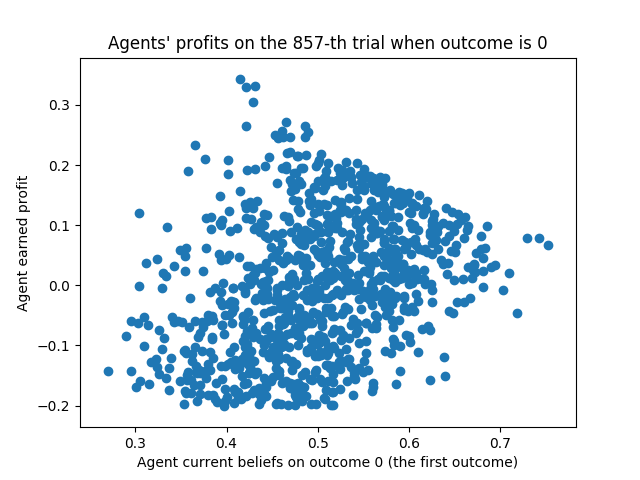 Agents' profits on the 857-th trial when outcome is 0
Agent earned profit
0.3
0.2
0.1
0.0
−0.1
−0.2
0.3 0.4 0.5 0.6 0.7
Agent current beliefs on outcome 0 (the first outcome)